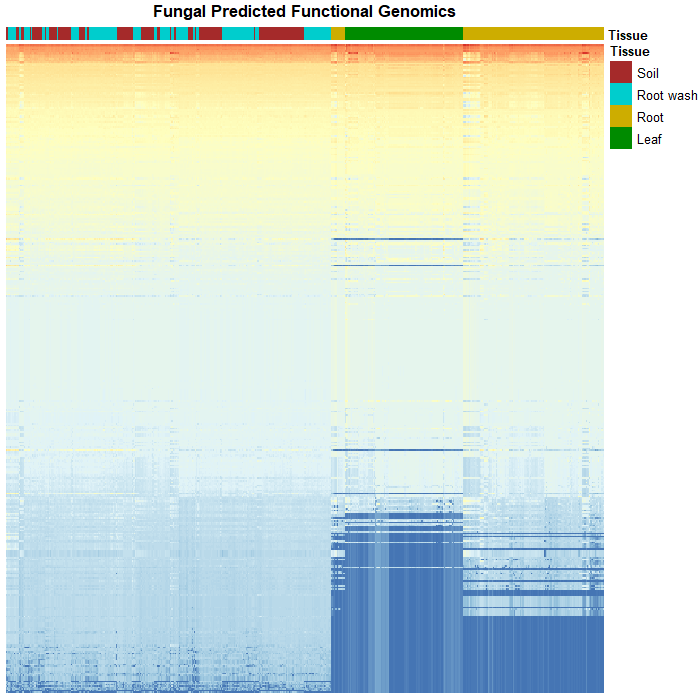 Fungal Predicted Functional Genomics
Tissue
Tissue
Soil
Root wash
Root
Leaf